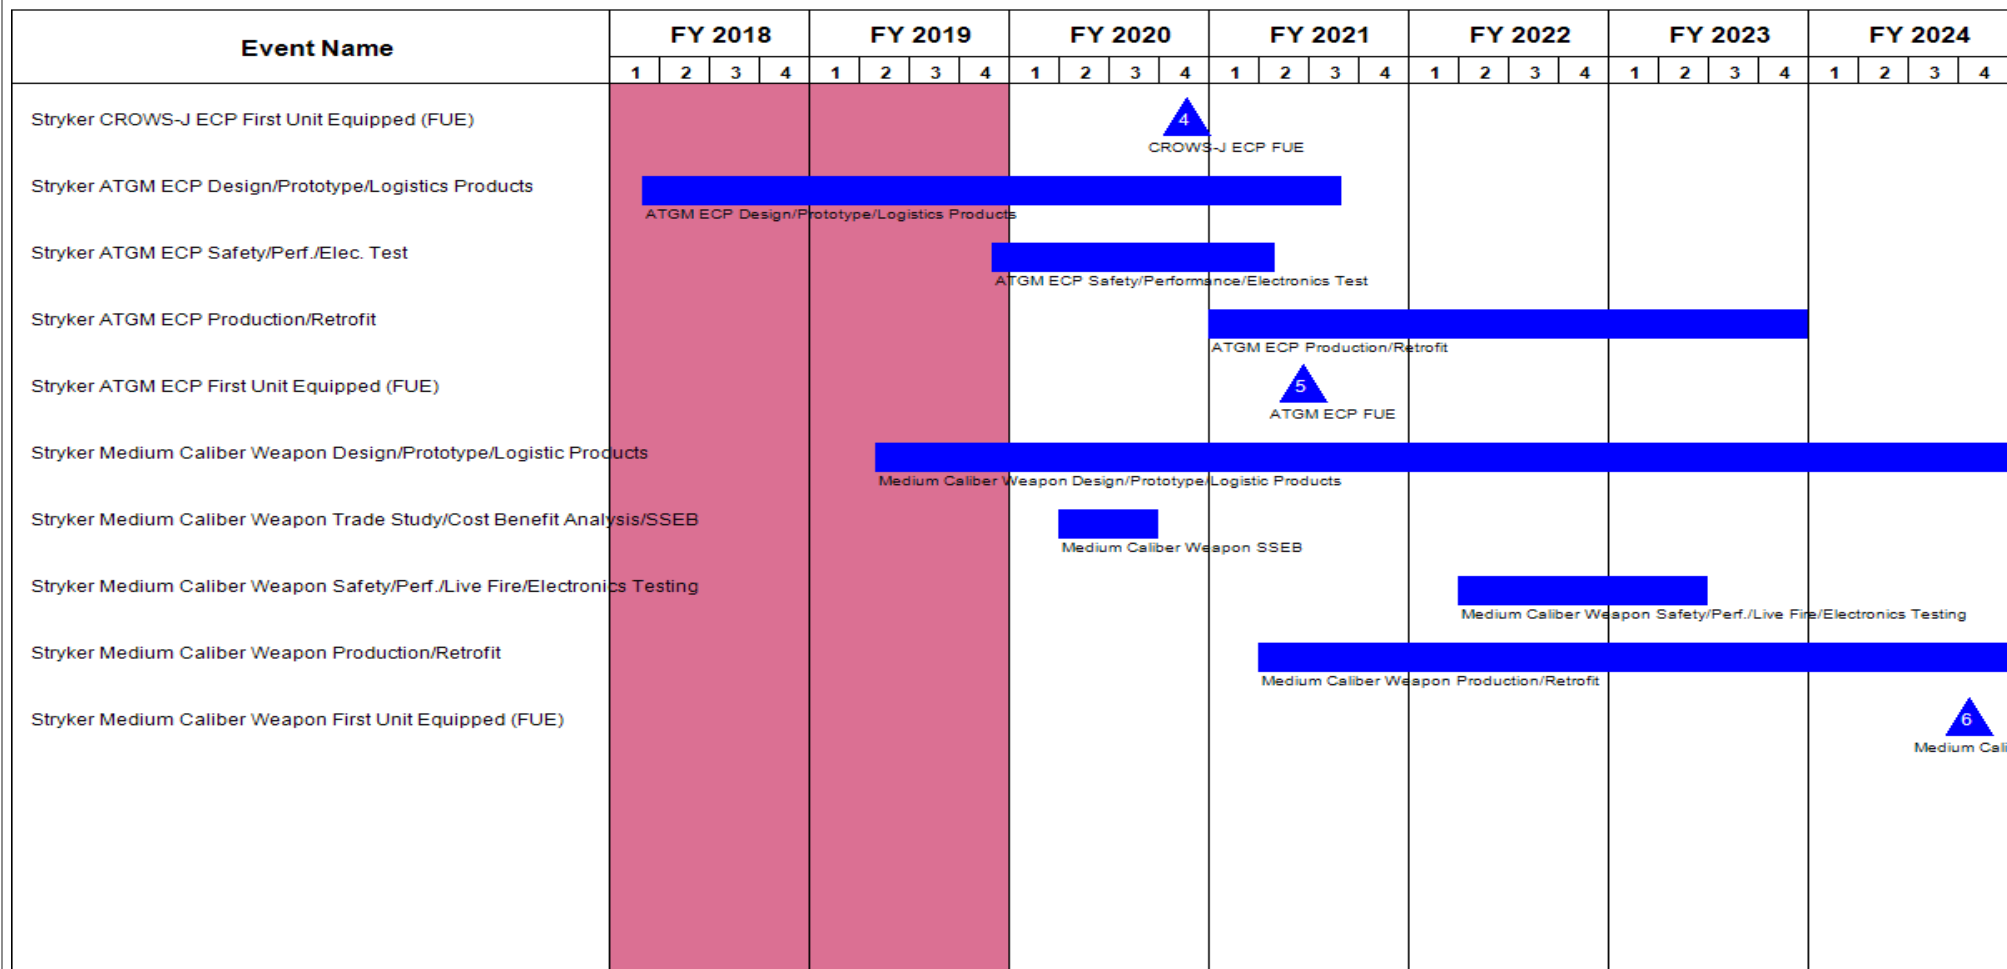 Event Name
FY 2018 FY 2019 FY 2020 FY 2021 FY 2022 FY 2023 FY 2024
1 2 3 4 1 2 3 4 1 2 3 4 1 2 3 4 1 2 3 4 1 2 3 4 1 2 3 4
Stryker CROWS-J ECP First Unit Equipped (FUE)
4
CROWS-J ECP FUE
Stryker ATGM ECP Design/Prototype/Logistics Products
ATGM ECP Design/Prototype/Logistics Products
Stryker ATGM ECP Safety/Perf./Elec. Test
ATGM ECP Safety/Performance/Electronics Test
Stryker ATGM ECP Production/Retrofit
ATGM ECP Production/Retrofit
Stryker ATGM ECP First Unit Equipped (FUE)
5
ATGM ECP FUE
Stryker Medium Caliber Weapon Design/Prototype/Logistic Products
Medium Caliber Weapon Design/Prototype/Logistic Products
Stryker Medium Caliber Weapon Trade Study/Cost Benefit Analysis/SSEB
Medium Caliber Weapon SSEB
Stryker Medium Caliber Weapon Safety/Perf./Live Fire/Electronics Testing
Medium Caliber Weapon Safety/Perf./Live Fire/Electronics Testing
Stryker Medium Caliber Weapon Production/Retrofit
Medium Caliber Weapon Production/Retrofit
Stryker Medium Caliber Weapon First Unit Equipped (FUE)
6
Medium Cali